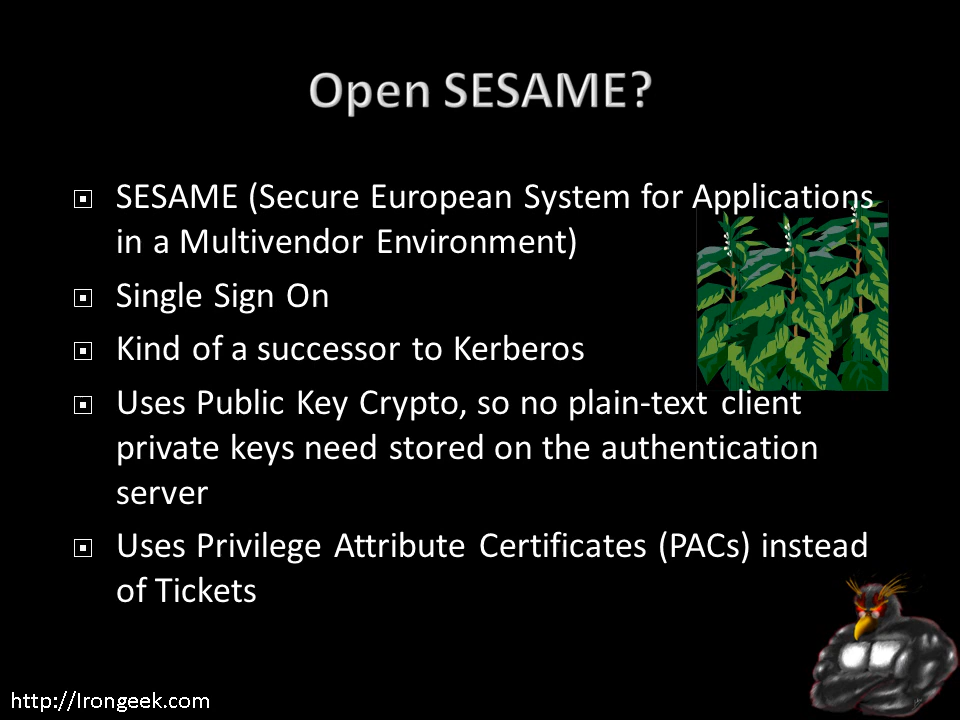 Open SESAME?
SESAME (Secure European System for Applications
in a Multivendor Environment)
Single Sign On
Kind of a successor to Kerberos
Uses Public Key Crypto, so no plain-text client
private keys need stored on the authentication
server
Uses Privilege Attribute Certificates (PACs) instead
of Tickets
http://Irongeek.com